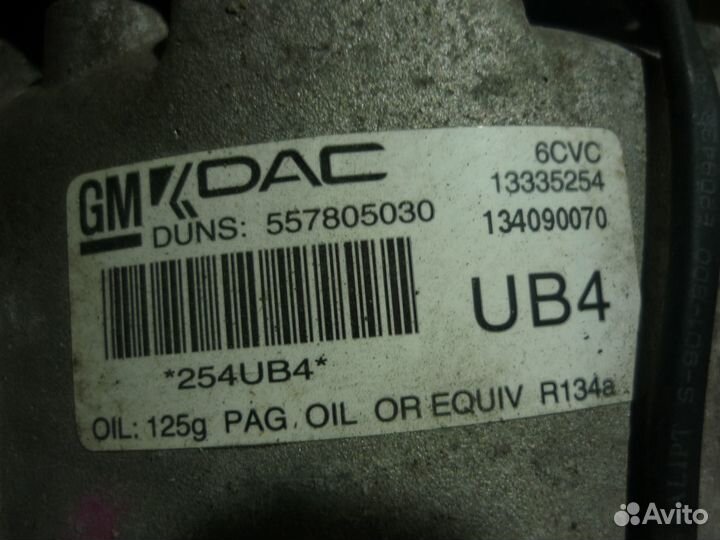 GM DAC
DUNS: 557805030
6CVC
13335254
134090070
UB4
*254UB4*
OIL: 125g PAG OIL OR EQUIV R134a
Avito